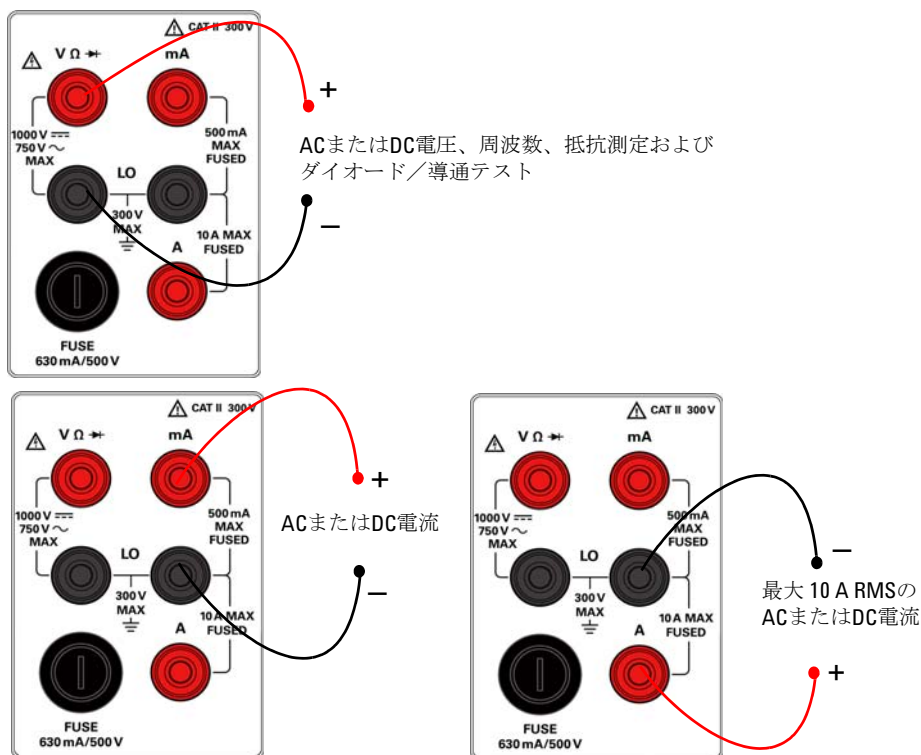 CAT II 300 V
V Ω
mA
1000 V
750 V
MAX
500 mA
MAX
FUSED
LO
300 V
MAX
10 A MAX
FUSED
A
FUSE
630 mA/500 V
+
ACまたはDC電圧、周波数、抵抗測定および
ダイオード／導通テスト
−
CAT II 300 V
V Ω
mA
1000 V
750 V
MAX
500 mA
MAX
FUSED
LO
300 V
MAX
10 A MAX
FUSED
A
FUSE
630 mA/500 V
+
ACまたはDC電流
−
CAT II 300 V
V Ω
mA
1000 V
750 V
MAX
500 mA
MAX
FUSED
LO
300 V
MAX
10 A MAX
FUSED
A
FUSE
630 mA/500 V
−
最大 10 A RMSの
ACまたはDC電流
+